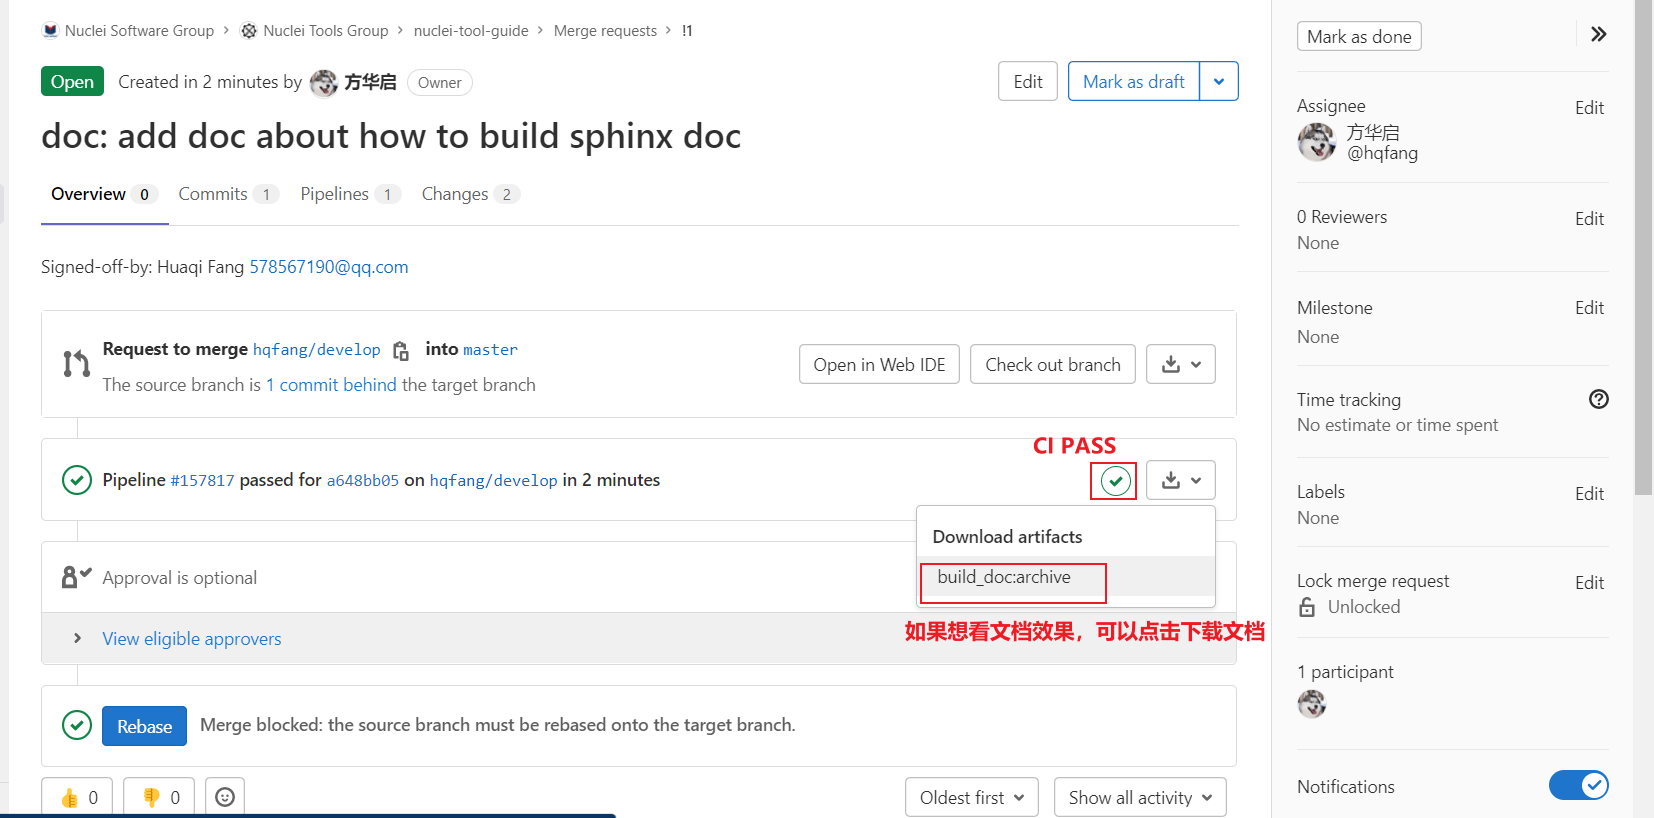 Nuclei Software Group > Nuclei Tools Group > nuclei-tool-guide > Merge requests > !1
Open Created in 2 minutes by 方华启 Owner
Edit Mark as draft
doc: add doc about how to build sphinx doc
Overview 0 Commits 1 Pipelines 1 Changes 2
Signed-off-by: Huaqi Fang 578567190@qq.com
Request to merge hqfang/develop into master
The source branch is 1 commit behind the target branch
Open in Web IDE Check out branch
CI PASS
Pipeline #157817 passed for a648bb05 on hqfang/develop in 2 minutes
Download artifacts
build_doc:archive
Approval is optional
如果想看文档效果，可以点击下载文档
View eligible approvers
Rebase Merge blocked: the source branch must be rebased onto the target branch.
👍 0 👎 0
Oldest first Show all activity
Mark as done
Assignee Edit
方华启
@hqfang
0 Reviewers Edit
None
Milestone Edit
None
Time tracking
No estimate or time spent
Labels Edit
None
Lock merge request Edit
Unlocked
1 participant
Notifications